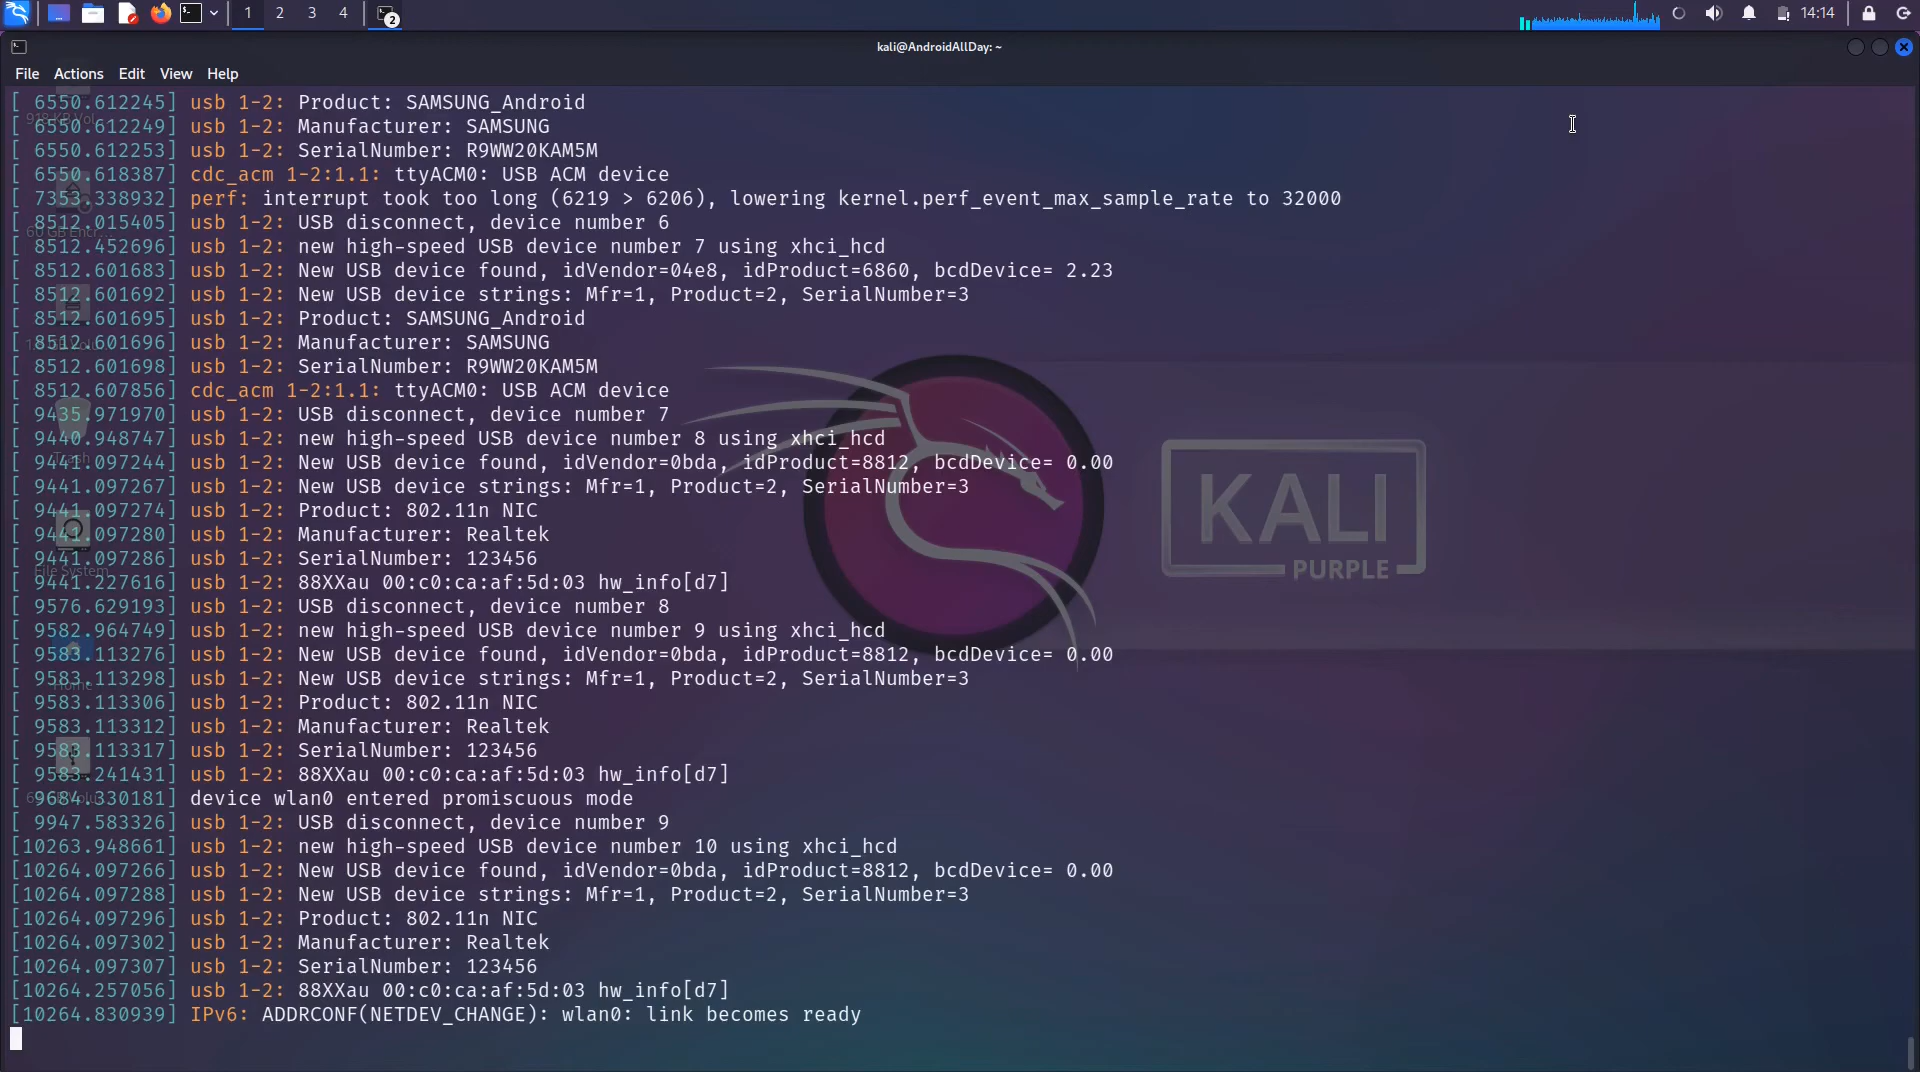 1 2 3 4 2 14:14
kali@AndroidAllDay: ~
File Actions Edit View Help
[ 6550.612245] usb 1-2: Product: SAMSUNG_Android
[ 6550.612249] usb 1-2: Manufacturer: SAMSUNG
[ 6550.612253] usb 1-2: SerialNumber: R9WW20KAM5M
[ 6550.618387] cdc_acm 1-2:1.1: ttyACM0: USB ACM device
[ 7353.338932] perf: interrupt took too long (6219 > 6206), lowering kernel.perf_event_max_sample_rate to 32000
[ 8512.015405] usb 1-2: USB disconnect, device number 6
[ 8512.452696] usb 1-2: new high-speed USB device number 7 using xhci_hcd
[ 8512.601683] usb 1-2: New USB device found, idVendor=04e8, idProduct=6860, bcdDevice= 2.23
[ 8512.601692] usb 1-2: New USB device strings: Mfr=1, Product=2, SerialNumber=3
[ 8512.601695] usb 1-2: Product: SAMSUNG_Android
[ 8512.601696] usb 1-2: Manufacturer: SAMSUNG
[ 8512.601698] usb 1-2: SerialNumber: R9WW20KAM5M
[ 8512.607856] cdc_acm 1-2:1.1: ttyACM0: USB ACM device
[ 9435.971970] usb 1-2: USB disconnect, device number 7
[ 9440.948747] usb 1-2: new high-speed USB device number 8 using xhci_hcd
[ 9441.097244] usb 1-2: New USB device found, idVendor=0bda, idProduct=8812, bcdDevice= 0.00
[ 9441.097267] usb 1-2: New USB device strings: Mfr=1, Product=2, SerialNumber=3
[ 9441.097274] usb 1-2: Product: 802.11n NIC
[ 9441.097280] usb 1-2: Manufacturer: Realtek
[ 9441.097286] usb 1-2: SerialNumber: 123456
[ 9441.227616] usb 1-2: 88XXau 00:c0:ca:af:5d:03 hw_info[d7]
[ 9576.629193] usb 1-2: USB disconnect, device number 8
[ 9582.964749] usb 1-2: new high-speed USB device number 9 using xhci_hcd
[ 9583.113276] usb 1-2: New USB device found, idVendor=0bda, idProduct=8812, bcdDevice= 0.00
[ 9583.113298] usb 1-2: New USB device strings: Mfr=1, Product=2, SerialNumber=3
[ 9583.113306] usb 1-2: Product: 802.11n NIC
[ 9583.113312] usb 1-2: Manufacturer: Realtek
[ 9583.113317] usb 1-2: SerialNumber: 123456
[ 9583.241431] usb 1-2: 88XXau 00:c0:ca:af:5d:03 hw_info[d7]
[ 9684.330181] device wlan0 entered promiscuous mode
[ 9947.583326] usb 1-2: USB disconnect, device number 9
[10263.948661] usb 1-2: new high-speed USB device number 10 using xhci_hcd
[10264.097266] usb 1-2: New USB device found, idVendor=0bda, idProduct=8812, bcdDevice= 0.00
[10264.097288] usb 1-2: New USB device strings: Mfr=1, Product=2, SerialNumber=3
[10264.097296] usb 1-2: Product: 802.11n NIC
[10264.097302] usb 1-2: Manufacturer: Realtek
[10264.097307] usb 1-2: SerialNumber: 123456
[10264.257056] usb 1-2: 88XXau 00:c0:ca:af:5d:03 hw_info[d7]
[10264.830939] IPv6: ADDRCONF(NETDEV_CHANGE): wlan0: link becomes ready
KALI
PURPLE
Trash
File System
Home